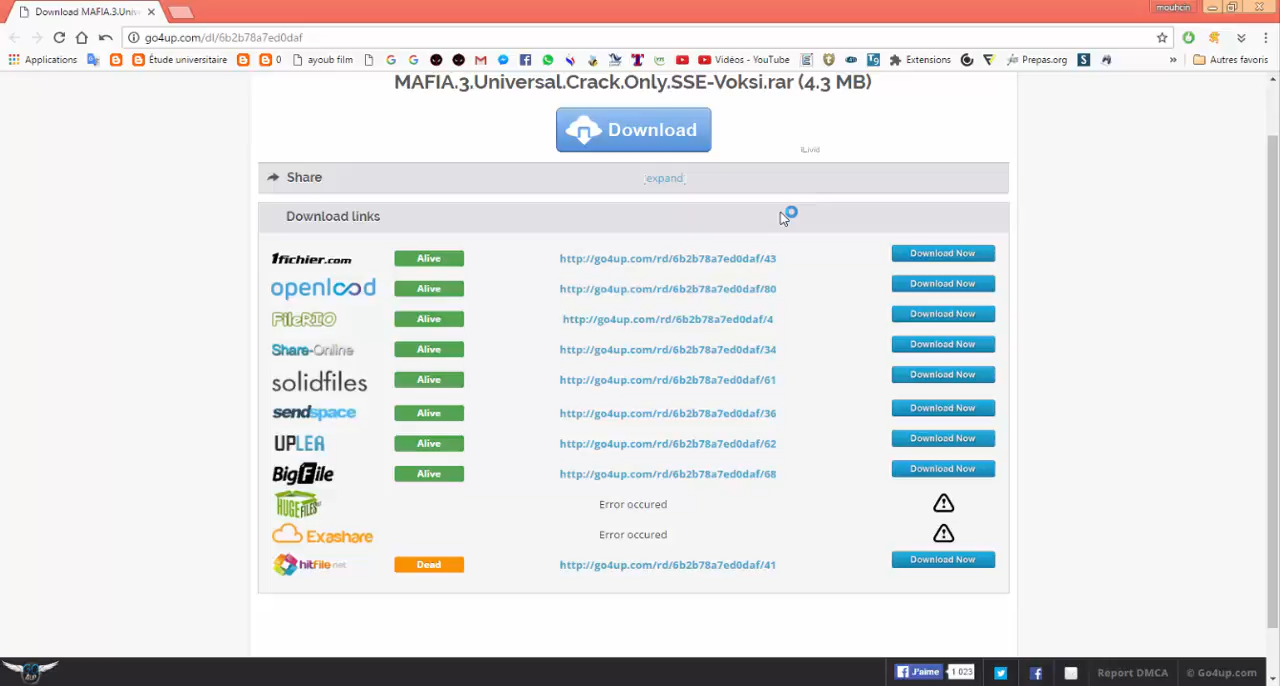 Download MAFIA.3.Univ
mouhcin
go4up.com/dl/6b2b78a7ed0daf
Applications
Étude universitaire
0
ayoub film
Vidéos - YouTube
Extensions
Prepas.org
»
Autres favoris
MAFIA.3.Universal.Crack.Only.SSE-Voksi.rar (4.3 MB)
Download
iLivid
Share
expand
Download links
1fichier.com Alive http://go4up.com/rd/6b2b78a7ed0daf/43 Download Now
openload Alive http://go4up.com/rd/6b2b78a7ed0daf/80 Download Now
FileRIO Alive http://go4up.com/rd/6b2b78a7ed0daf/4 Download Now
Share-Online Alive http://go4up.com/rd/6b2b78a7ed0daf/34 Download Now
solidfiles Alive http://go4up.com/rd/6b2b78a7ed0daf/61 Download Now
sendspace Alive http://go4up.com/rd/6b2b78a7ed0daf/36 Download Now
UPLEA Alive http://go4up.com/rd/6b2b78a7ed0daf/62 Download Now
BigFile Alive http://go4up.com/rd/6b2b78a7ed0daf/68 Download Now
HUGEFILES Error occured
Exashare Error occured
hitfile.net Dead http://go4up.com/rd/6b2b78a7ed0daf/41 Download Now
J'aime 1 023
Report DMCA
© Go4up.com